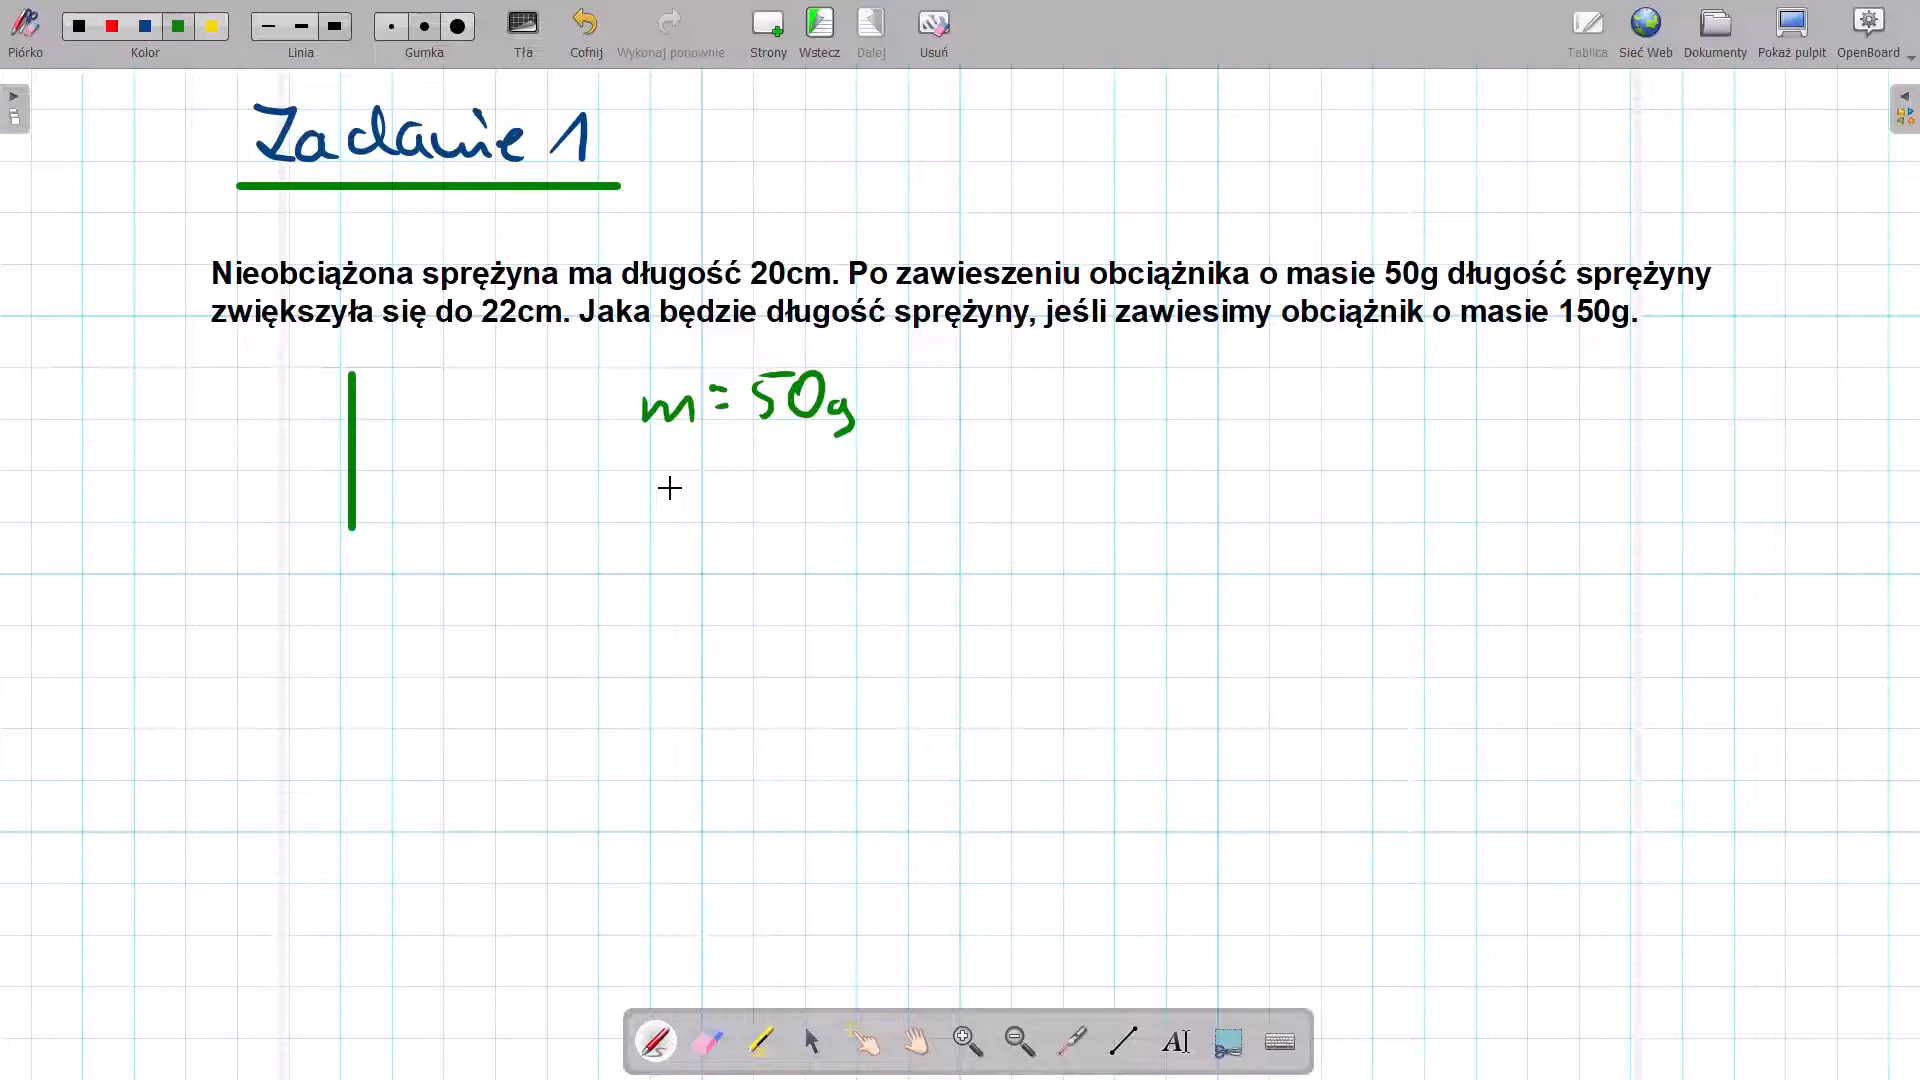 Piórko Kolor Linia Gumka Tła Cofnij Wykonaj ponownie Strony Wstecz Dalej Usuń Tablica Sieć Web Dokumenty Pokaż pulpit OpenBoard
Zadanie 1
Nieobciążona sprężyna ma długość 20cm. Po zawieszeniu obciążnika o masie 50g długość sprężyny
zwiększyła się do 22cm. Jaka będzie długość sprężyny, jeśli zawiesimy obciążnik o masie 150g.
m = 50g
AI